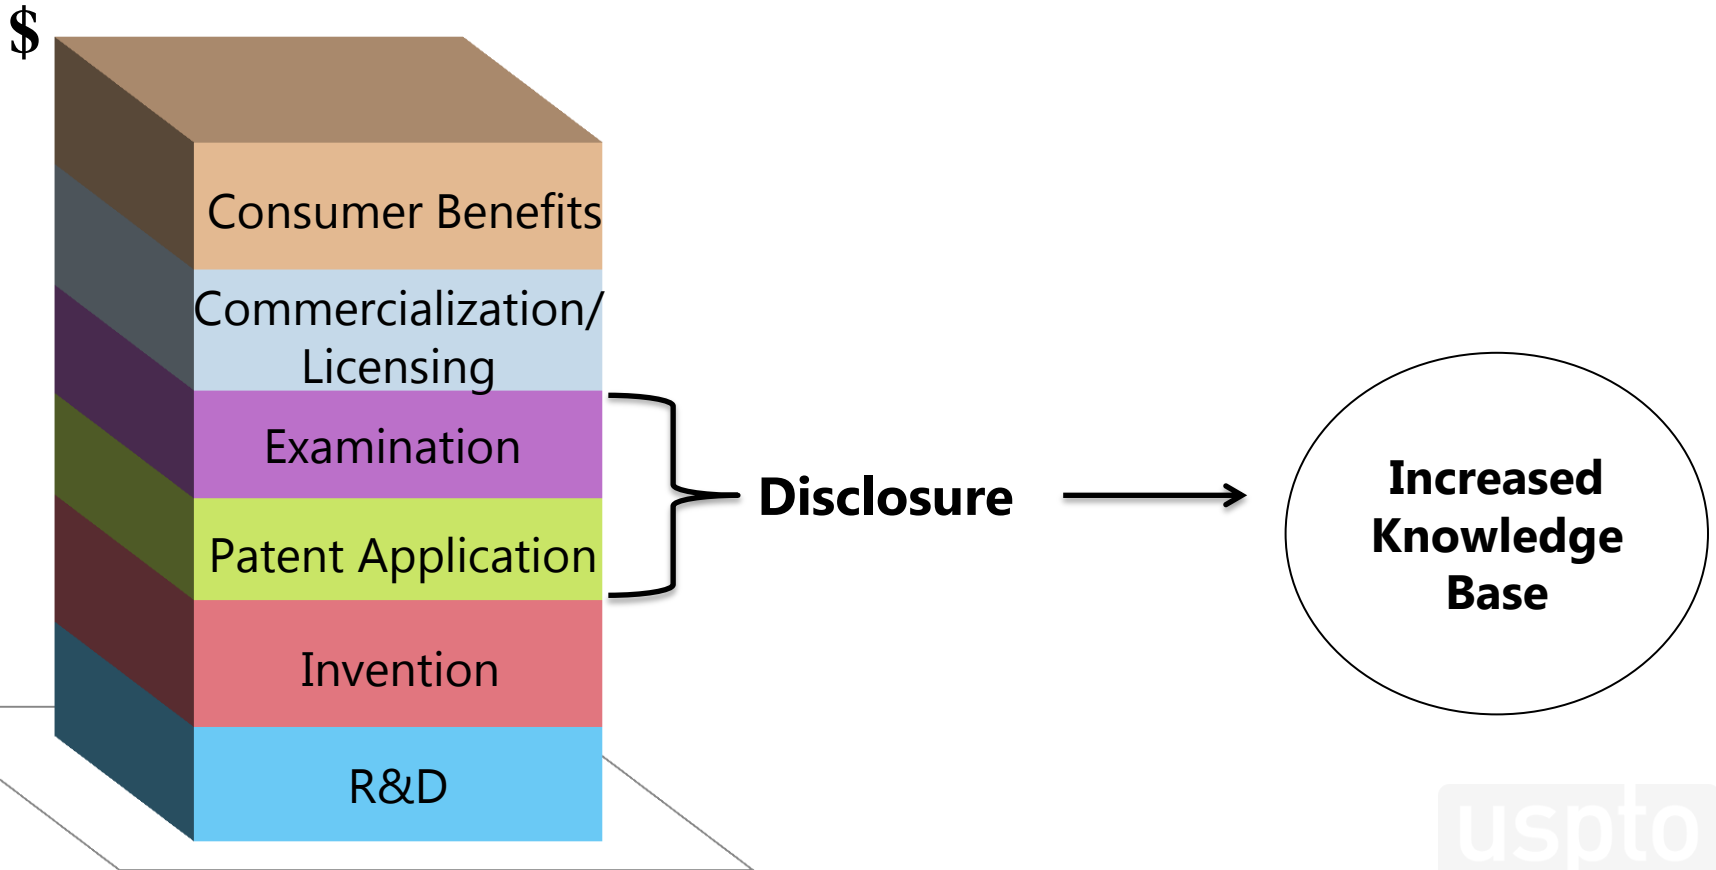 $
Consumer Benefits
Commercialization/
Licensing
Examination
Patent Application
Invention
R&D
Disclosure
Increased
Knowledge
Base
uspto